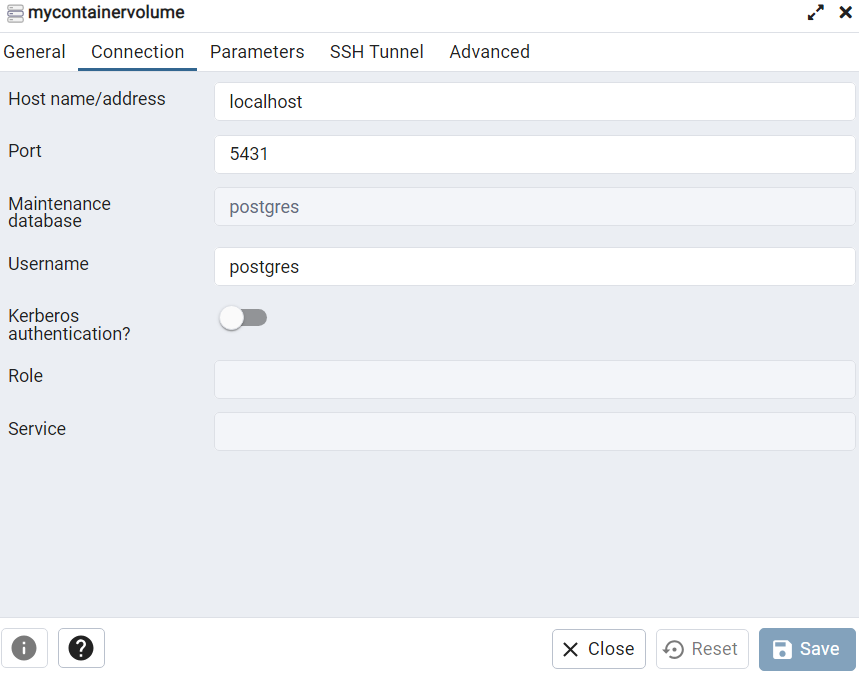 mycontainervolume
General Connection Parameters SSH Tunnel Advanced
Host name/address localhost
Port 5431
Maintenance
database postgres
Username postgres
Kerberos
authentication?
Role
Service
Close Reset Save